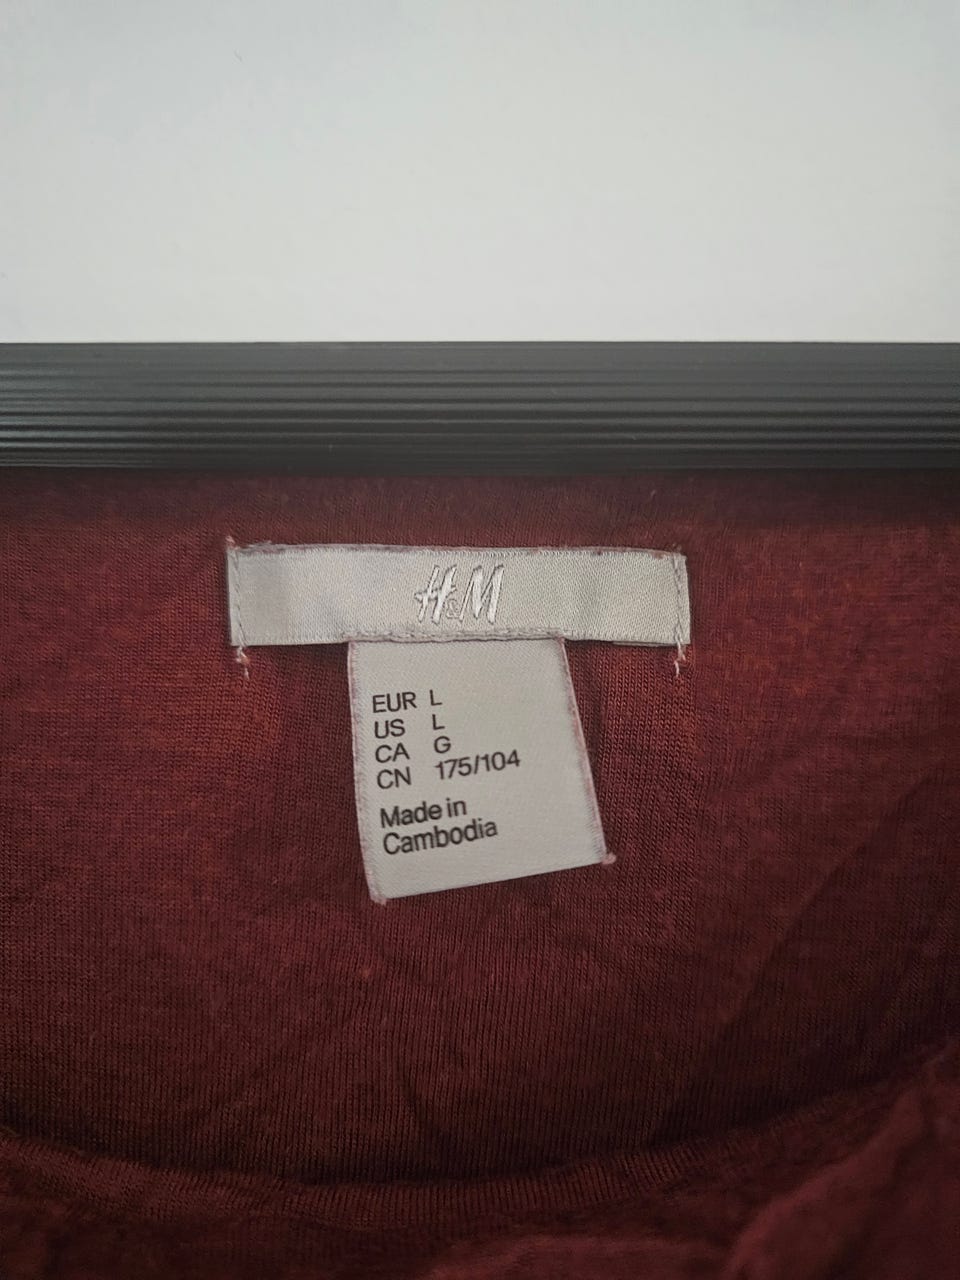 H&M
EUR L
US L
CA G
CN 175/104
Made in
Cambodia